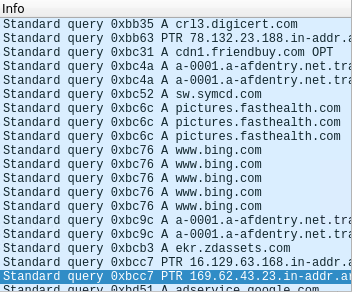 Info
Standard query 0xbb35 A crl3.digicert.com
Standard query 0xbb63 PTR 78.132.23.188.in-addr.a
Standard query 0xbc31 A cdn1.friendbuy.com OPT
Standard query 0xbc4a A a-0001.a-afdentry.net.tra
Standard query 0xbc4a A a-0001.a-afdentry.net.tra
Standard query 0xbc52 A sw.symcd.com
Standard query 0xbc6c A pictures.fasthealth.com
Standard query 0xbc6c A pictures.fasthealth.com
Standard query 0xbc6c A pictures.fasthealth.com
Standard query 0xbc76 A www.bing.com
Standard query 0xbc76 A www.bing.com
Standard query 0xbc76 A www.bing.com
Standard query 0xbc76 A www.bing.com
Standard query 0xbc76 A www.bing.com
Standard query 0xbc9c A a-0001.a-afdentry.net.tra
Standard query 0xbc9c A a-0001.a-afdentry.net.tra
Standard query 0xbcb3 A ekr.zdassets.com
Standard query 0xbcc7 PTR 16.129.63.168.in-addr.a
Standard query 0xbcc7 PTR 169.62.43.23.in-addr.ar
Standard query 0xbd51 A adservice.google.com